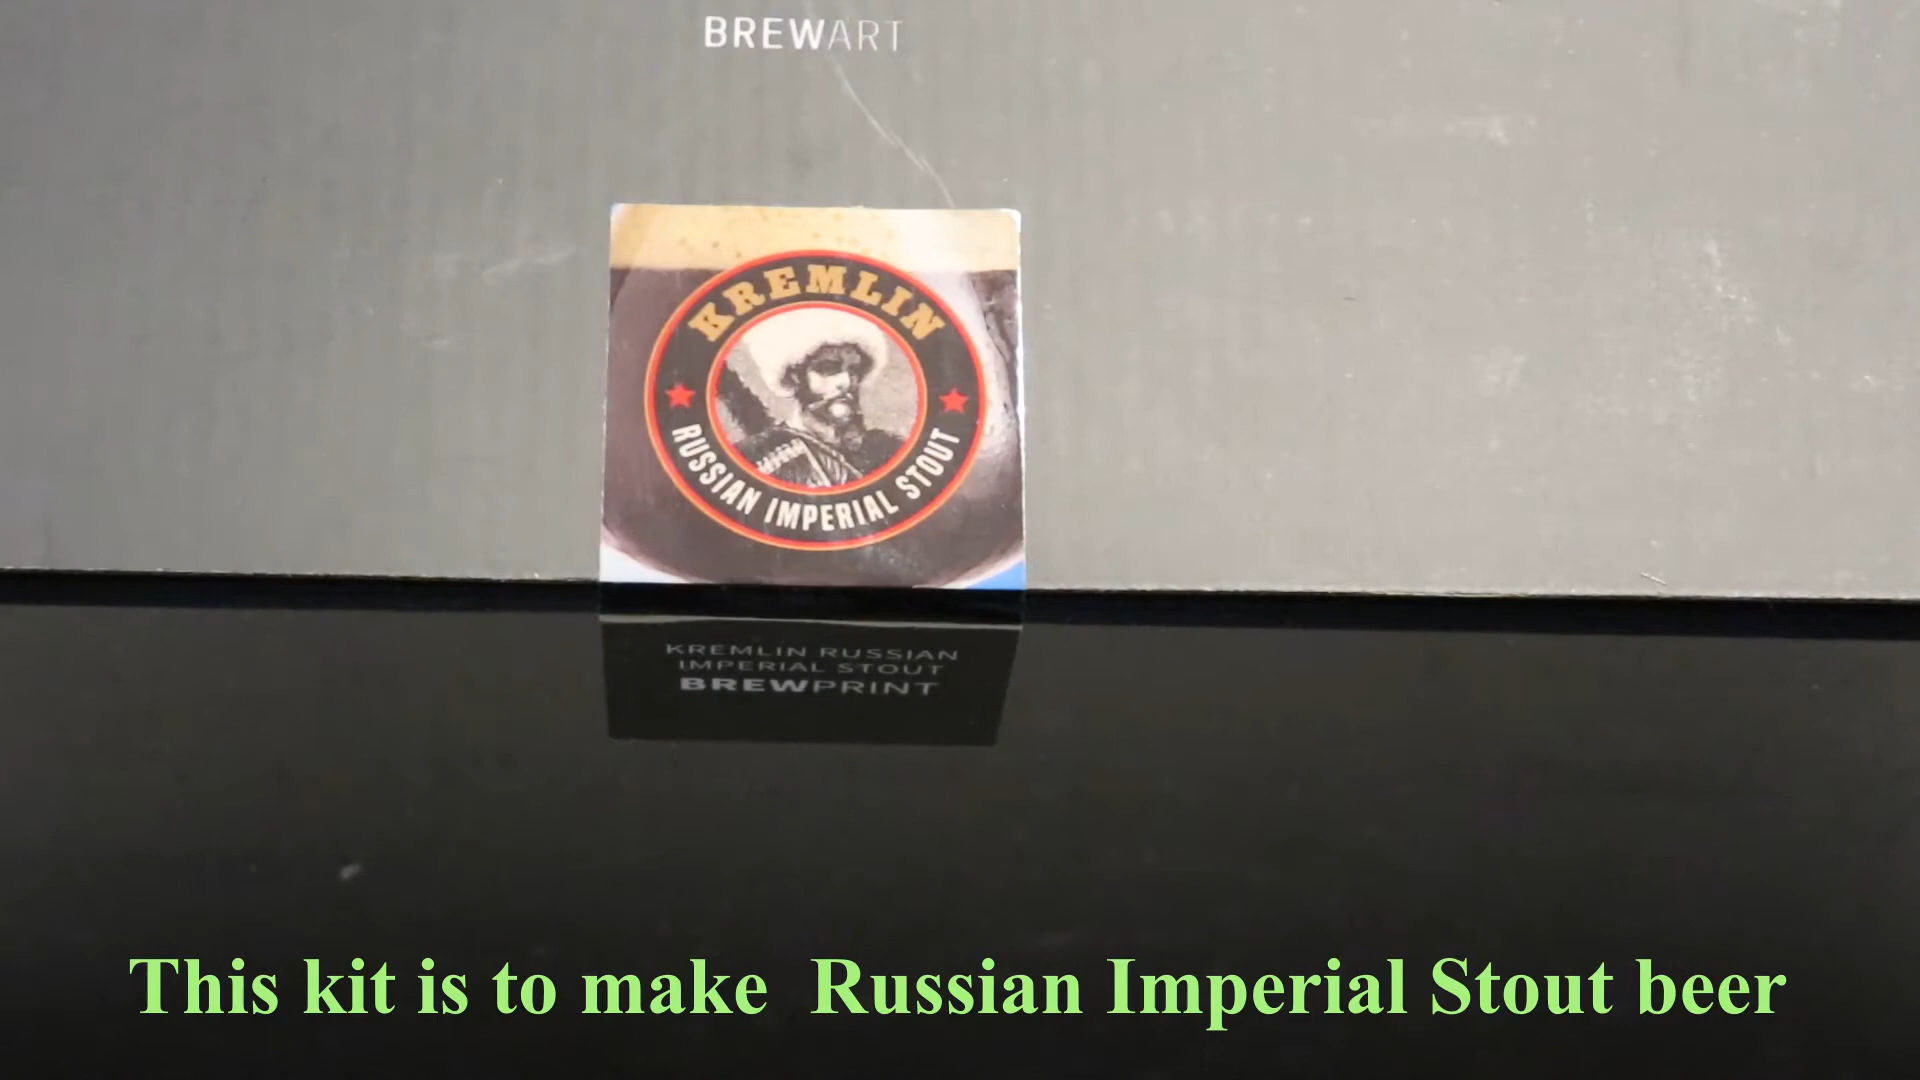 BREWART
KREMLIN
RUSSIAN IMPERIAL STOUT
KREMLIN RUSSIAN
IMPERIAL STOUT
BREWPRINT
This kit is to make  Russian Imperial Stout beer